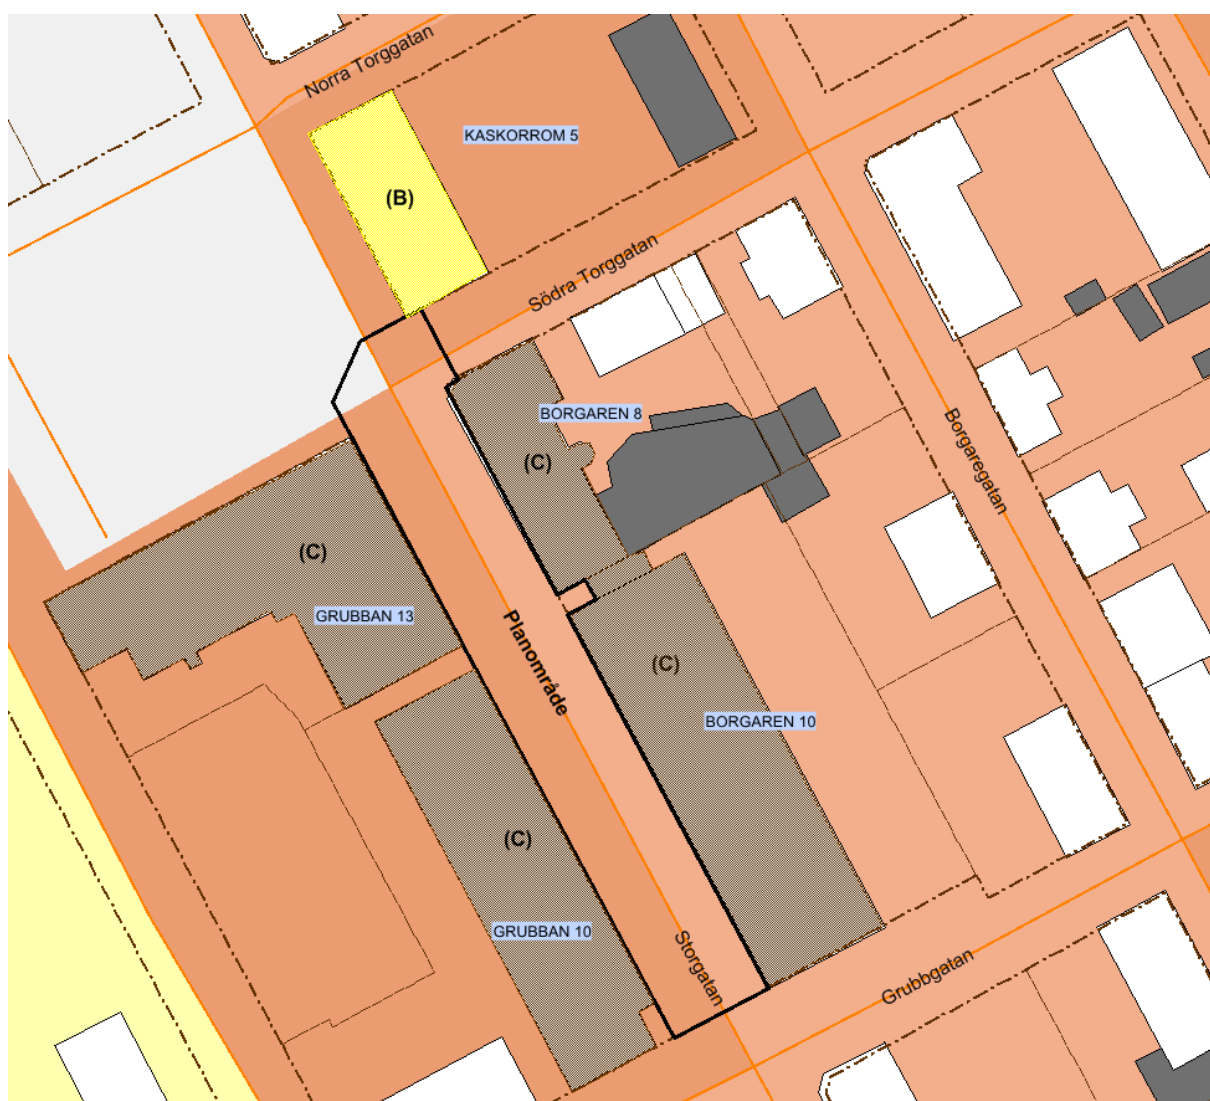 Norra Torggatan
KASKORROM 5
(B)
Södra Torggatan
BORGAREN 8
(C)
Borgaregatan
(C)
GRUBBAN 13
Planområde
(C)
BORGAREN 10
(C)
GRUBBAN 10
Storgatan
Grubbgatan